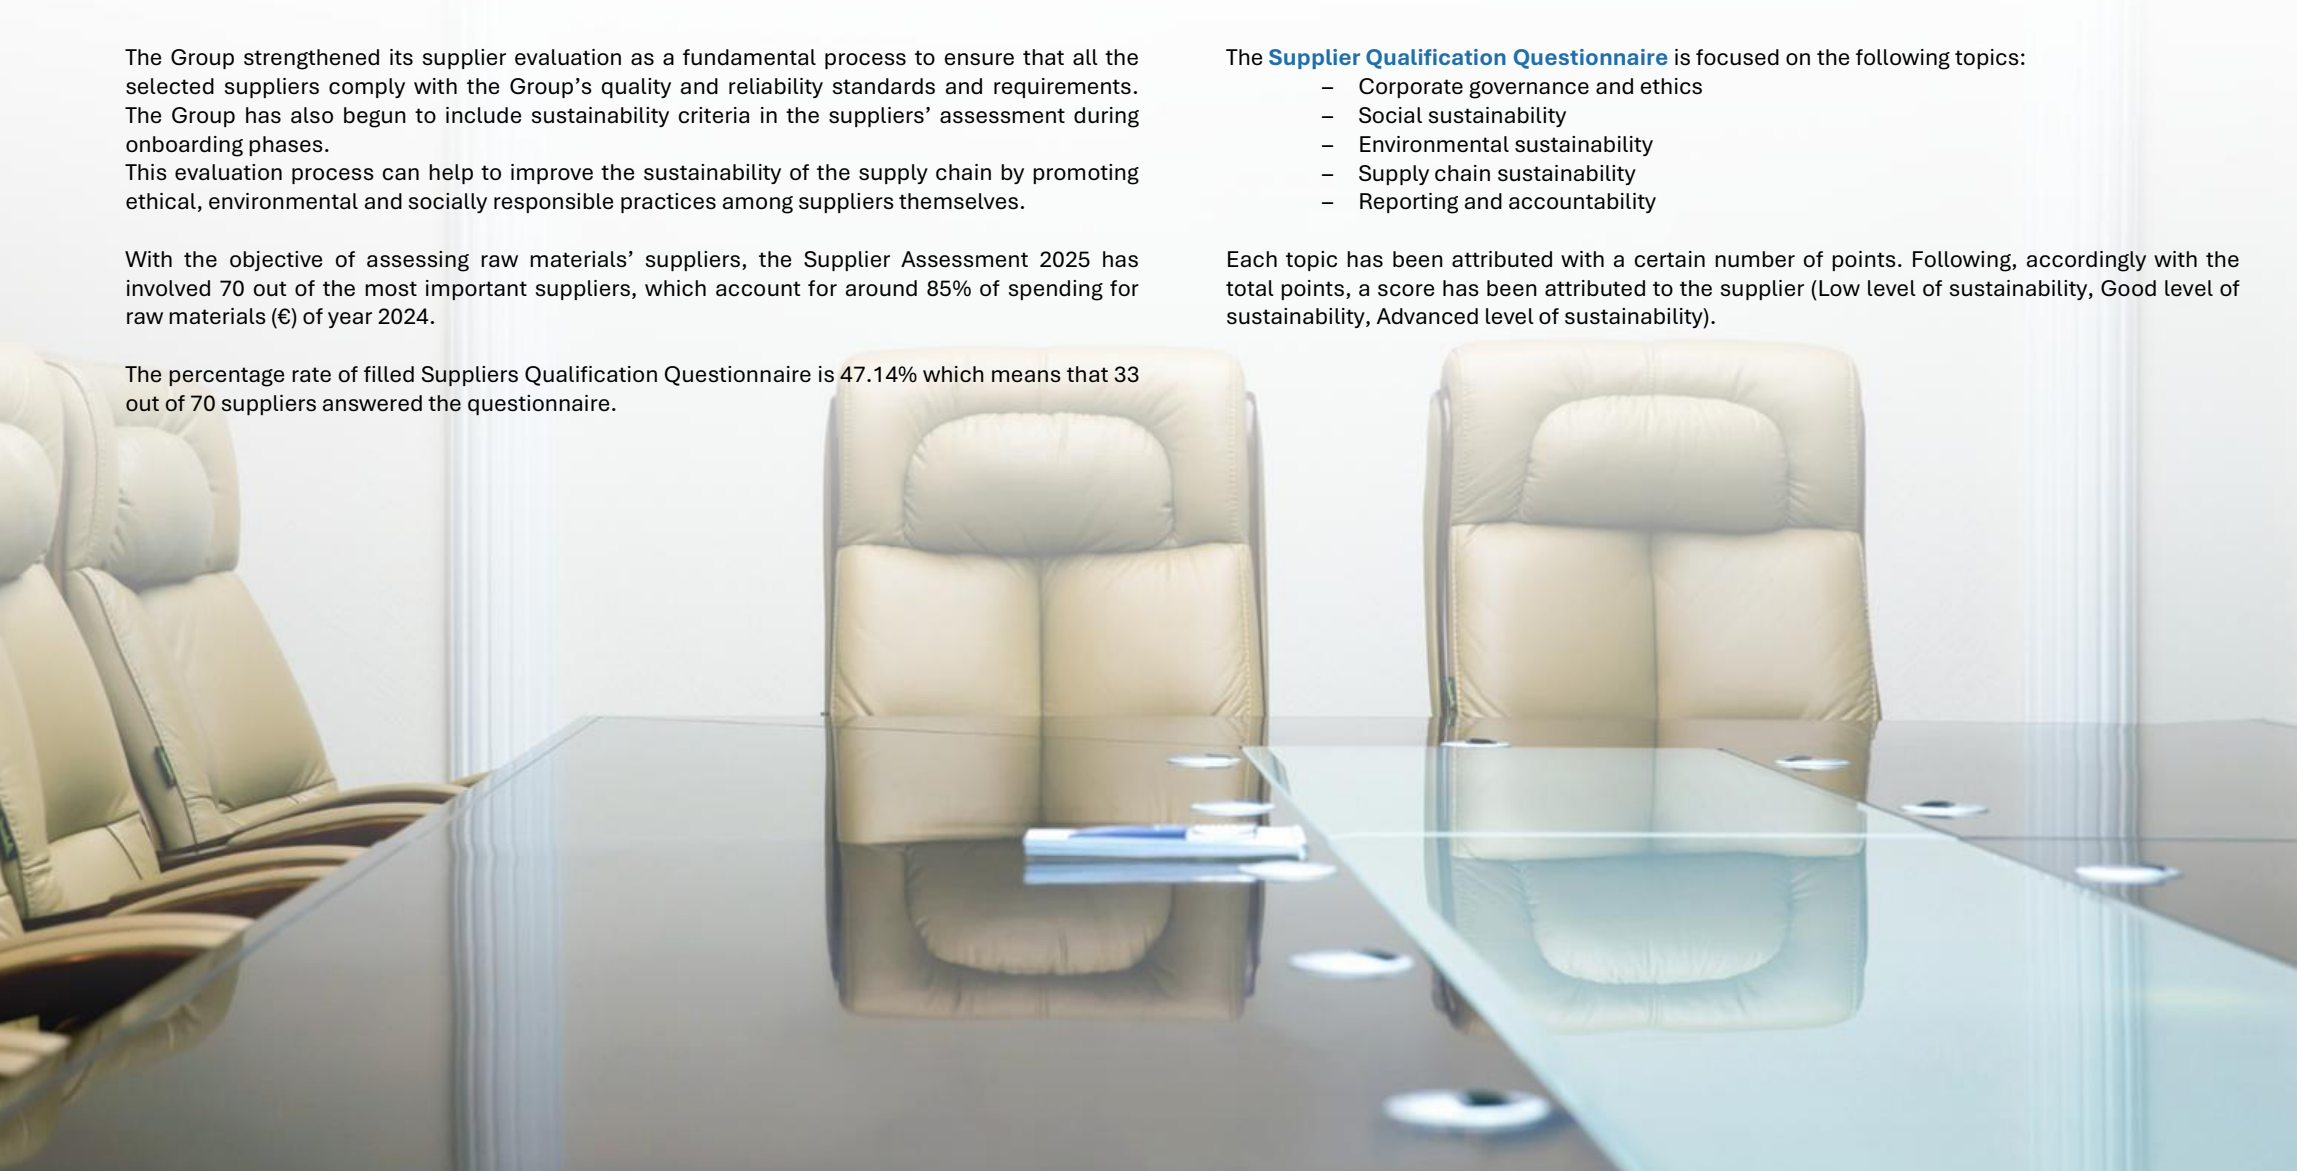 The Group strengthened its supplier evaluation as a fundamental process to ensure that all the
selected suppliers comply with the Group’s quality and reliability standards and requirements.
The Group has also begun to include sustainability criteria in the suppliers’ assessment during
onboarding phases.
This evaluation process can help to improve the sustainability of the supply chain by promoting
ethical, environmental and socially responsible practices among suppliers themselves.
With the objective of assessing raw materials’ suppliers, the Supplier Assessment 2025 has
involved 70 out of the most important suppliers, which account for around 85% of spending for
raw materials (€) of year 2024.
The percentage rate of filled Suppliers Qualification Questionnaire is 47.14% which means that 33
out of 70 suppliers answered the questionnaire.
The Supplier Qualification Questionnaire is focused on the following topics:
– Corporate governance and ethics
– Social sustainability
– Environmental sustainability
– Supply chain sustainability
– Reporting and accountability
Each topic has been attributed with a certain number of points. Following, accordingly with the
total points, a score has been attributed to the supplier (Low level of sustainability, Good level of
sustainability, Advanced level of sustainability).